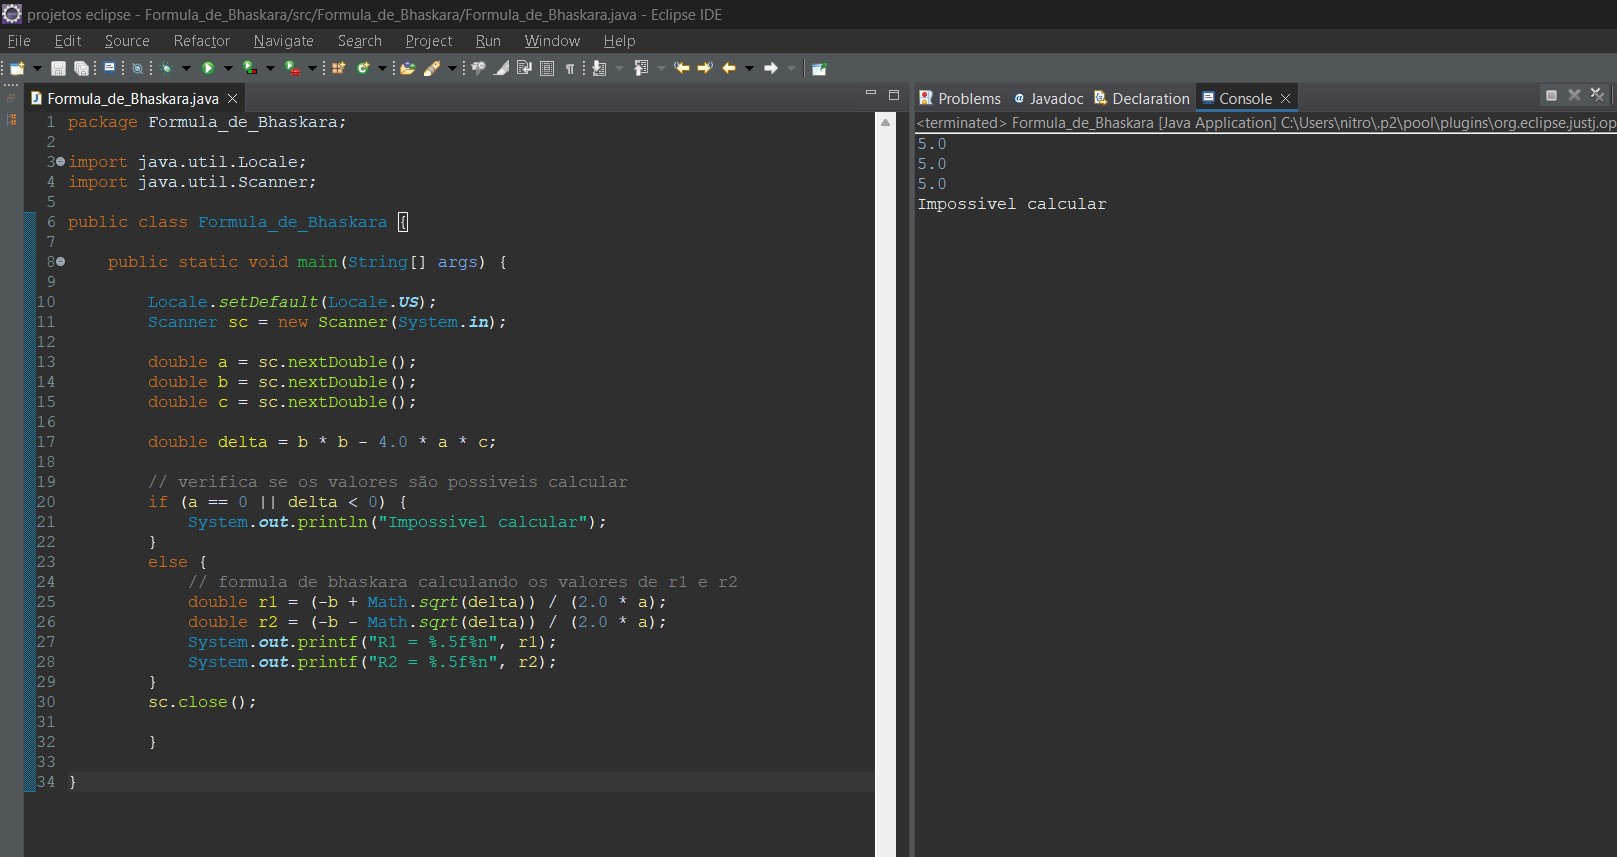 projetos eclipse - Formula_de_Bhaskara/src/Formula_de_Bhaskara/Formula_de_Bhaskara.java - Eclipse IDE
File Edit Source Refactor Navigate Search Project Run Window Help
Formula_de_Bhaskara.java
1 package Formula_de_Bhaskara;
2
3 import java.util.Locale;
4 import java.util.Scanner;
5
6 public class Formula_de_Bhaskara {
7
8 public static void main(String[] args) {
9
10 Locale.setDefault(Locale.US);
11 Scanner sc = new Scanner(System.in);
12
13 double a = sc.nextDouble();
14 double b = sc.nextDouble();
15 double c = sc.nextDouble();
16
17 double delta = b * b - 4.0 * a * c;
18
19 // verifica se os valores são possiveis calcular
20 if (a == 0 || delta < 0) {
21 System.out.println("Impossivel calcular");
22 }
23 else {
24 // formula de bhaskara calculando os valores de r1 e r2
25 double r1 = (-b + Math.sqrt(delta)) / (2.0 * a);
26 double r2 = (-b - Math.sqrt(delta)) / (2.0 * a);
27 System.out.printf("R1 = %.5f%n", r1);
28 System.out.printf("R2 = %.5f%n", r2);
29 }
30 sc.close();
31
32 }
33
34 }
Problems Javadoc Declaration Console
<terminated> Formula_de_Bhaskara [Java Application] C:\Users\nitro\.p2\pool\plugins\org.eclipse.justj.op
5.0
5.0
5.0
Impossivel calcular